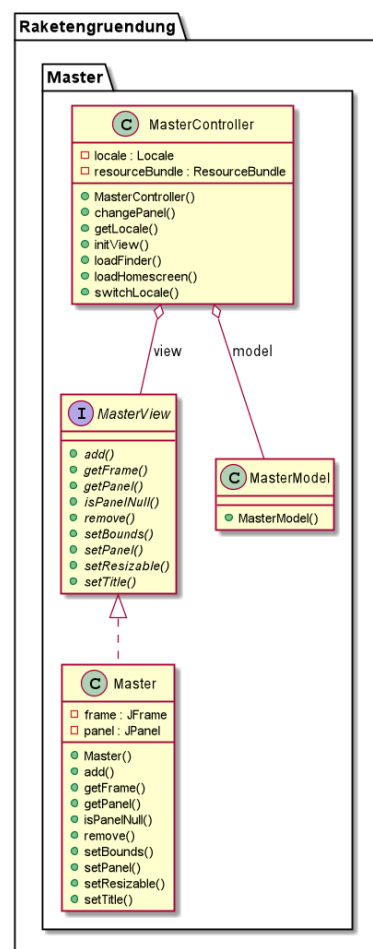 Raketengruendung
Master
C MasterController
locale : Locale
resourceBundle : ResourceBundle
MasterController()
changePanel()
getLocale()
initView()
loadFinder()
loadHomescreen()
switchLocale()
view
model
I MasterView
add()
getFrame()
getPanel()
isPanelNull()
remove()
setBounds()
setPanel()
setResizable()
setTitle()
C MasterModel
MasterModel()
C Master
frame : JFrame
panel : JPanel
Master()
add()
getFrame()
getPanel()
isPanelNull()
remove()
setBounds()
setPanel()
setResizable()
setTitle()